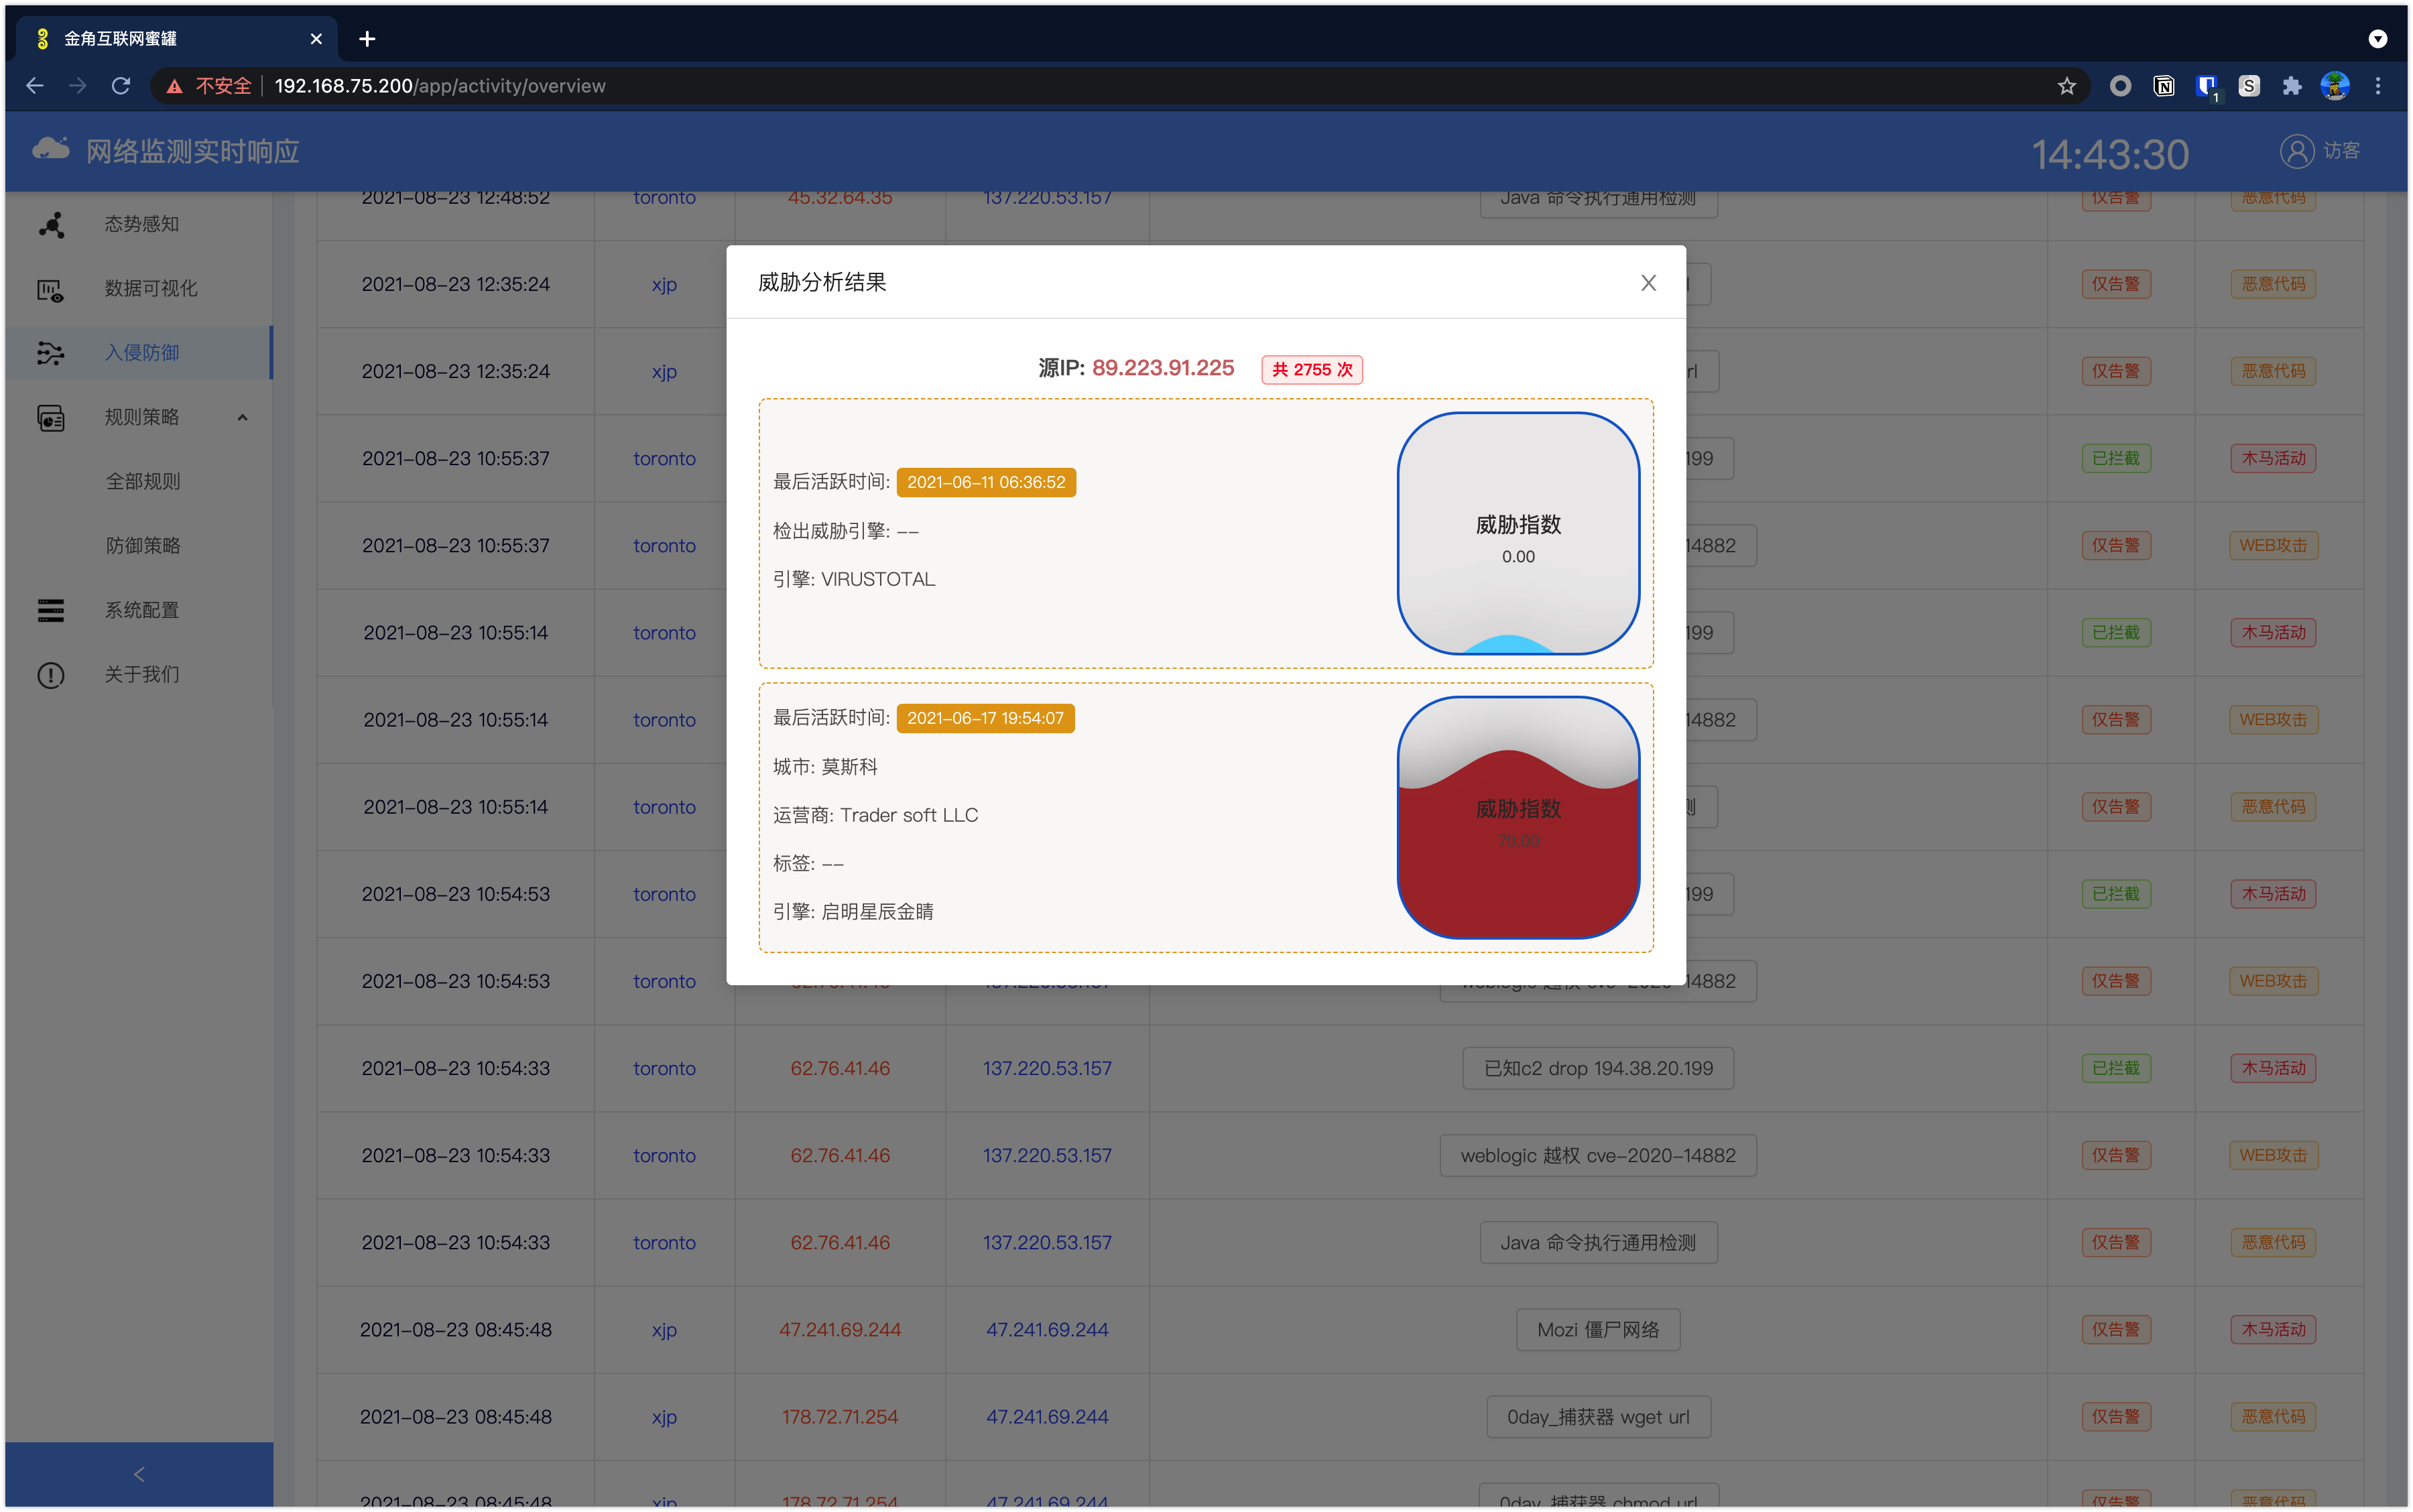 金角互联网蜜罐
不安全 192.168.75.200/app/activity/overview
1
网络监测实时响应
14:43:30
访客
态势感知
数据可视化
入侵防御
规则策略
全部规则
防御策略
系统配置
关于我们
2021-08-23 12:48:52 toronto 45.32.64.35 137.220.53.157 Java 命令执行通用检测 仅告警 恶意代码
2021-08-23 12:35:24 xjp 仅告警 恶意代码
2021-08-23 12:35:24 xjp rl 仅告警 恶意代码
2021-08-23 10:55:37 toronto 199 已拦截 木马活动
2021-08-23 10:55:37 toronto 14882 仅告警 WEB攻击
2021-08-23 10:55:14 toronto 199 已拦截 木马活动
2021-08-23 10:55:14 toronto 14882 仅告警 WEB攻击
2021-08-23 10:55:14 toronto 仅告警 恶意代码
2021-08-23 10:54:53 toronto 199 已拦截 木马活动
2021-08-23 10:54:53 toronto 62.76.41.46 137.220.53.157 weblogic 越权 cve-2020-14882 仅告警 WEB攻击
2021-08-23 10:54:33 toronto 62.76.41.46 137.220.53.157 已知c2 drop 194.38.20.199 已拦截 木马活动
2021-08-23 10:54:33 toronto 62.76.41.46 137.220.53.157 weblogic 越权 cve-2020-14882 仅告警 WEB攻击
2021-08-23 10:54:33 toronto 62.76.41.46 137.220.53.157 Java 命令执行通用检测 仅告警 恶意代码
2021-08-23 08:45:48 xjp 47.241.69.244 47.241.69.244 Mozi 僵尸网络 仅告警 木马活动
2021-08-23 08:45:48 xjp 178.72.71.254 47.241.69.244 0day_捕获器 wget url 仅告警 恶意代码
2021-08-23 08:45:48 xjp 178.72.71.254 47.241.69.244 0day_捕获器 chmod url 仅告警 恶意代码
威胁分析结果
源IP: 89.223.91.225 共 2755 次
最后活跃时间: 2021-06-11 06:36:52
检出威胁引擎: --
引擎: VIRUSTOTAL
威胁指数
0.00
最后活跃时间: 2021-06-17 19:54:07
城市: 莫斯科
运营商: Trader soft LLC
标签: --
引擎: 启明星辰金睛
威胁指数
70.00